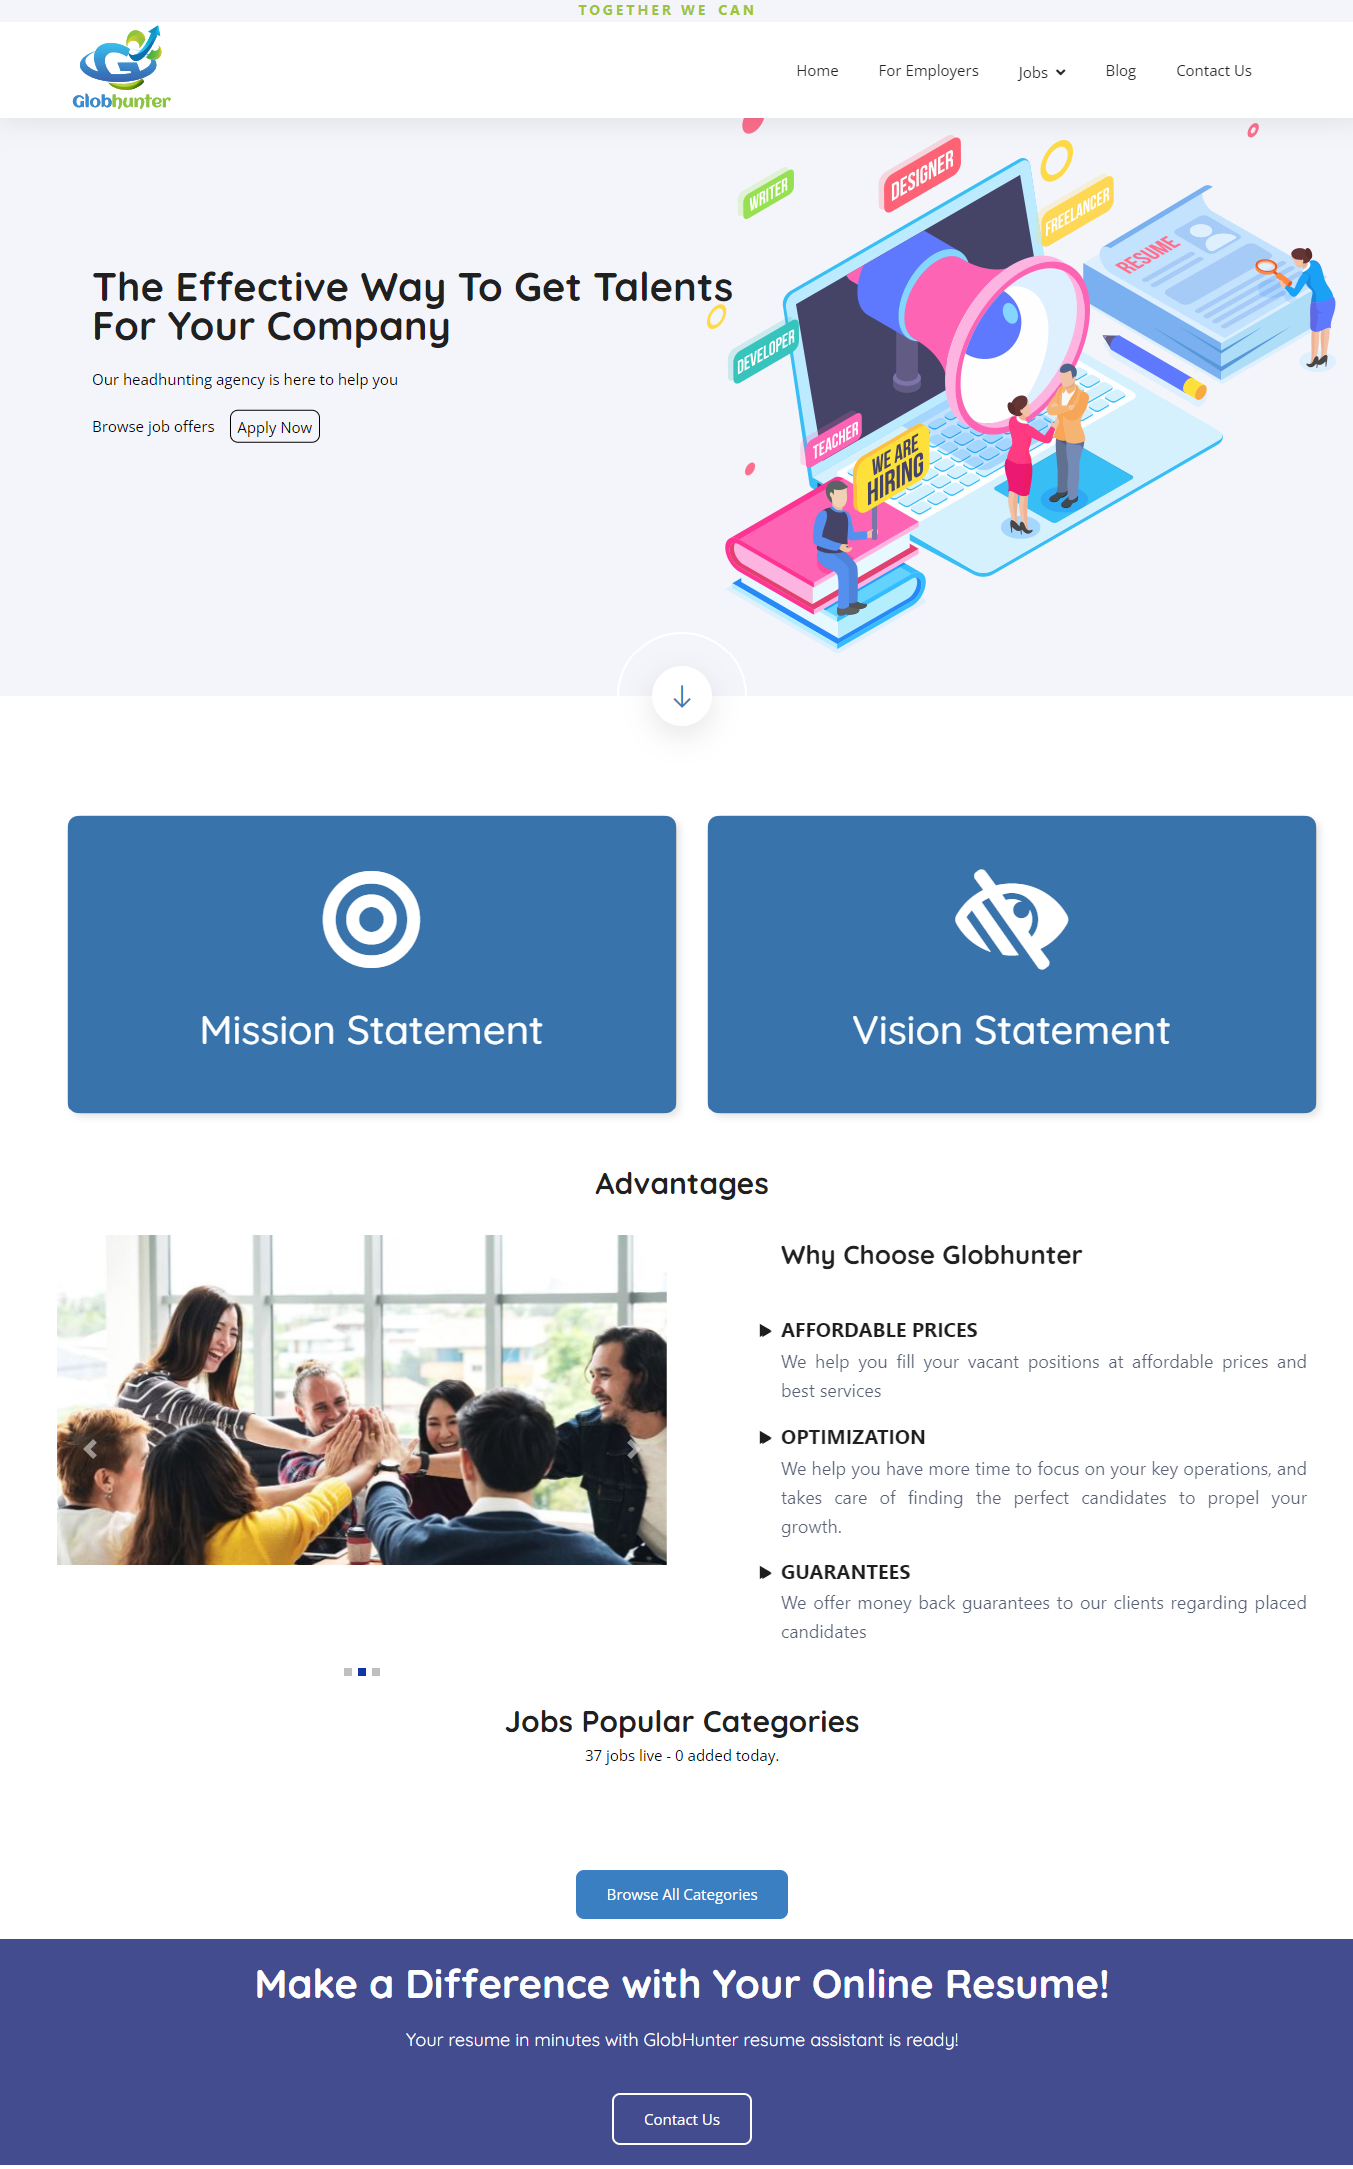 TOGETHER WE CAN
Globhunter
Home
For Employers
Jobs
Blog
Contact Us
WRITER
DESIGNER
FREELANCER
RESUME
The Effective Way To Get Talents
For Your Company
DEVELOPER
Our headhunting agency is here to help you
Browse job offers
Apply Now
TEACHER
WE ARE
HIRING
Mission Statement
Vision Statement
Advantages
Why Choose Globhunter
AFFORDABLE PRICES
We help you fill your vacant positions at affordable prices and
best services
OPTIMIZATION
We help you have more time to focus on your key operations, and
takes care of finding the perfect candidates to propel your
growth.
GUARANTEES
We offer money back guarantees to our clients regarding placed
candidates
Jobs Popular Categories
37 jobs live - 0 added today.
Browse All Categories
Make a Difference with Your Online Resume!
Your resume in minutes with GlobHunter resume assistant is ready!
Contact Us